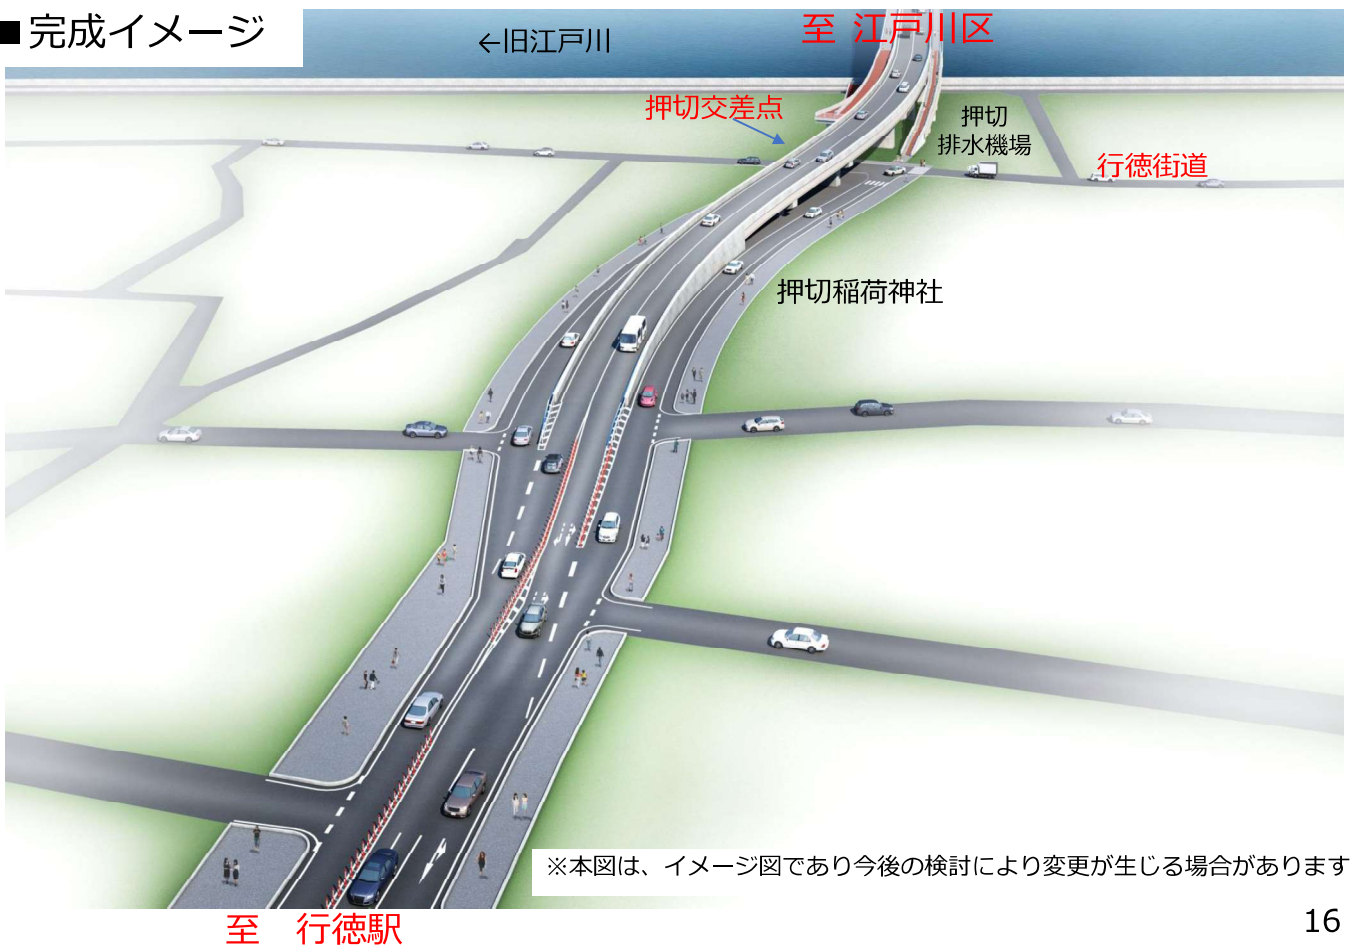 ■完成イメージ
←旧江戸川
至 江戸川区
押切交差点
押切
排水機場
行徳街道
押切稲荷神社
※本図は、イメージ図であり今後の検討により変更が生じる場合があります
至 行徳駅
16